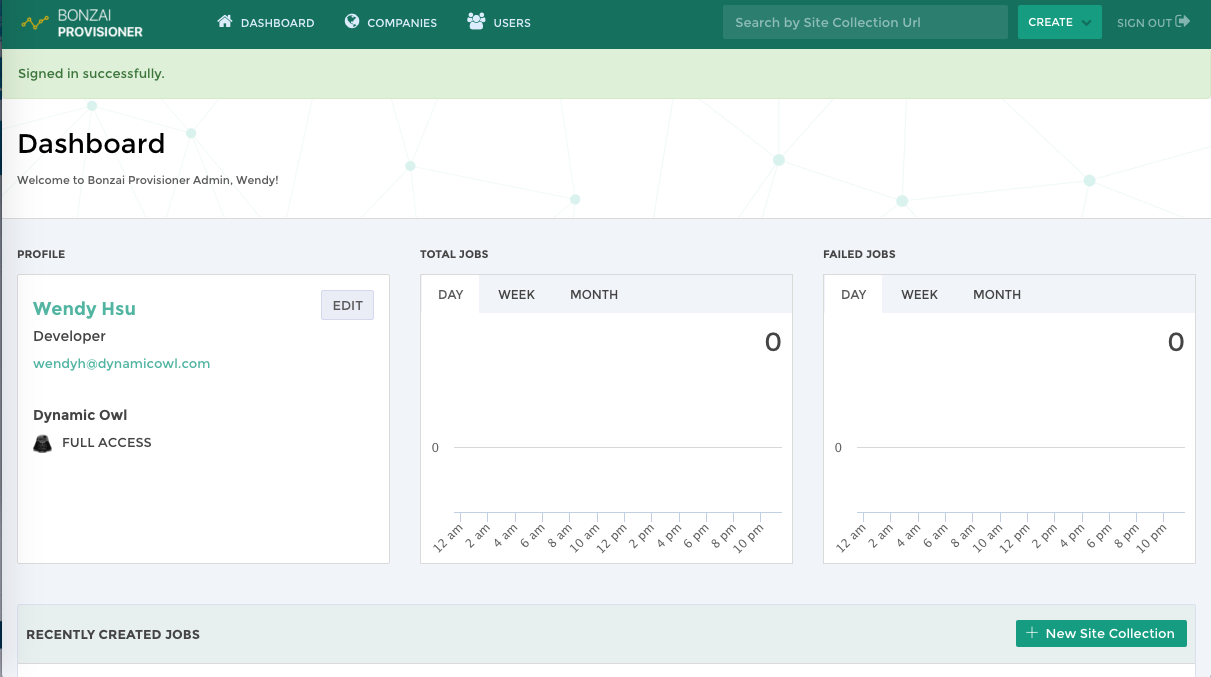 BONZAI
PROVISIONER
DASHBOARD
COMPANIES
USERS
Search by Site Collection Url
CREATE
SIGN OUT
Signed in successfully.
Dashboard
Welcome to Bonzai Provisioner Admin, Wendy!
PROFILE
Wendy Hsu
EDIT
Developer
wendyh@dynamicowl.com
Dynamic Owl
FULL ACCESS
TOTAL JOBS
DAY WEEK MONTH
0
0
12 am 2 am 4 am 6 am 8 am 10 am 12 pm 2 pm 4 pm 6 pm 8 pm 10 pm
FAILED JOBS
DAY WEEK MONTH
0
0
12 am 2 am 4 am 6 am 8 am 10 am 12 pm 2 pm 4 pm 6 pm 8 pm 10 pm
RECENTLY CREATED JOBS
+ New Site Collection